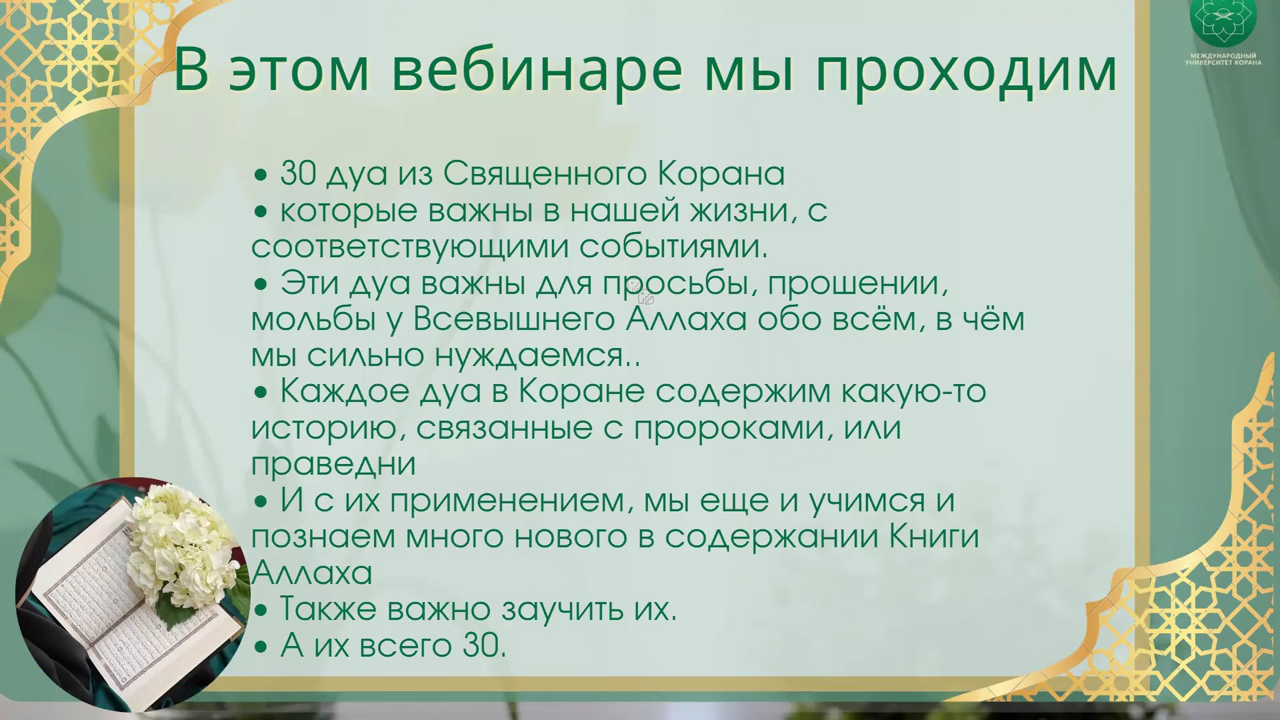 МЕЖДУНАРОДНЫЙ
УНИВЕРСИТЕТ КОРАНА
В этом вебинаре мы проходим
• 30 дуа из Священного Корана
• которые важны в нашей жизни, с
соответствующими событиями.
• Эти дуа важны для просьбы, прошении,
мольбы у Всевышнего Аллаха обо всём, в чём
мы сильно нуждаемся..
• Каждое дуа в Коране содержим какую-то
историю, связанные с пророками, или
праведни
• И с их применением, мы еще и учимся и
познаем много нового в содержании Книги
Аллаха
• Также важно заучить их.
• А их всего 30.